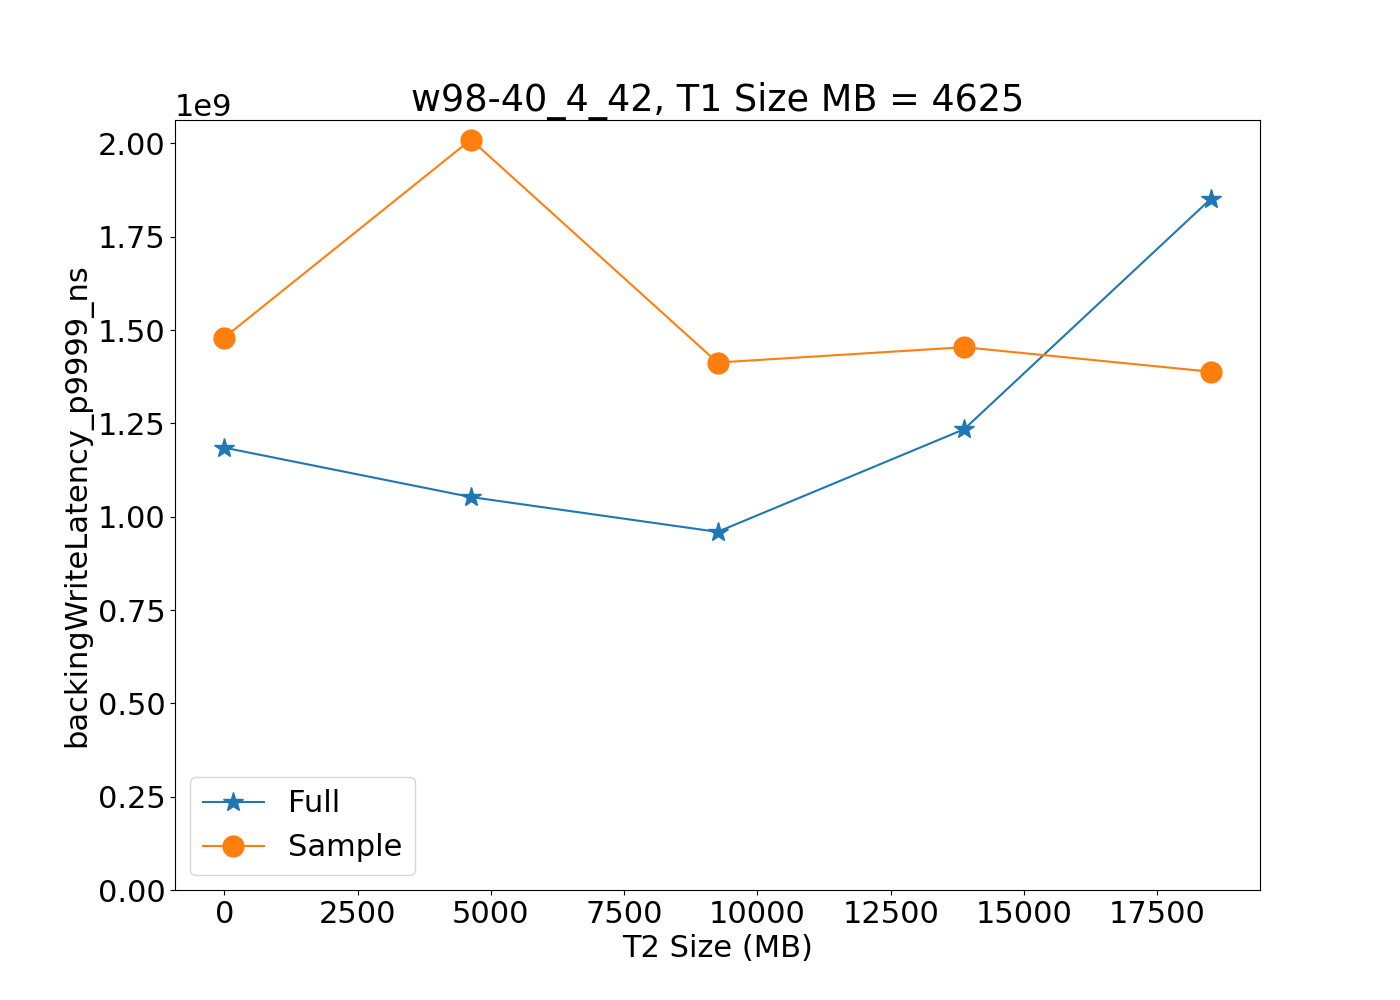 w98-40_4_42, T1 Size MB = 4625
1e9
2.00
1.75
1.50
1.25
1.00
0.75
0.50
0.25
0.00
backingWriteLatency_p9999_ns
Full
Sample
0 2500 5000 7500 10000 12500 15000 17500
T2 Size (MB)